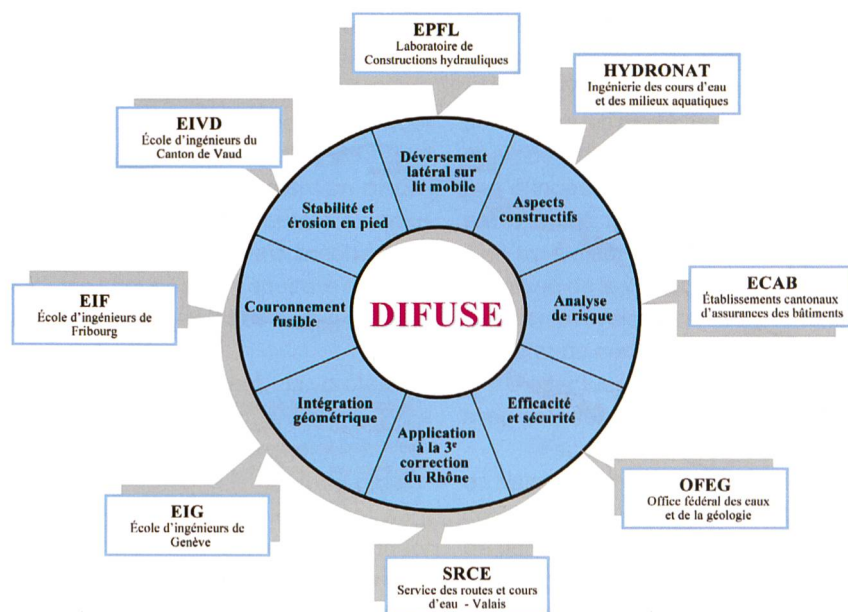 EPFL
Laboratoire de
Constructions hydrauliques
HYDRONAT
Ingénierie des cours d'eau
et des milieux aquatiques
EIVD
École d'ingénieurs du
Canton de Vaud
Déversement
latéral sur
lit mobile
Stabilité et
érosion en pied
Aspects
constructifs
EIF
École d'ingénieurs de
Fribourg
Couronnement
fusible
DIFUSE
Analyse
de risque
ECAB
Établissements cantonaux
d'assurances des bâtiments
Intégration
géométrique
Application
à la 3e
correction
du Rhône
Efficacité
et sécurité
EIG
École d'ingénieurs de
Genève
OFEG
Office fédéral des eaux
et de la géologie
SRCE
Service des routes et cours
d'eau - Valais